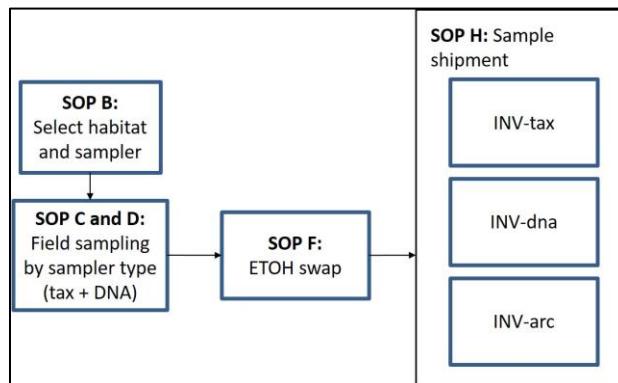 SOP B:
Select habitat
and sampler
SOP C and D:
Field sampling
by sampler type
(tax + DNA)
SOP F:
ETOH swap
SOP H: Sample
shipment
INV-tax
INV-dna
INV-arc